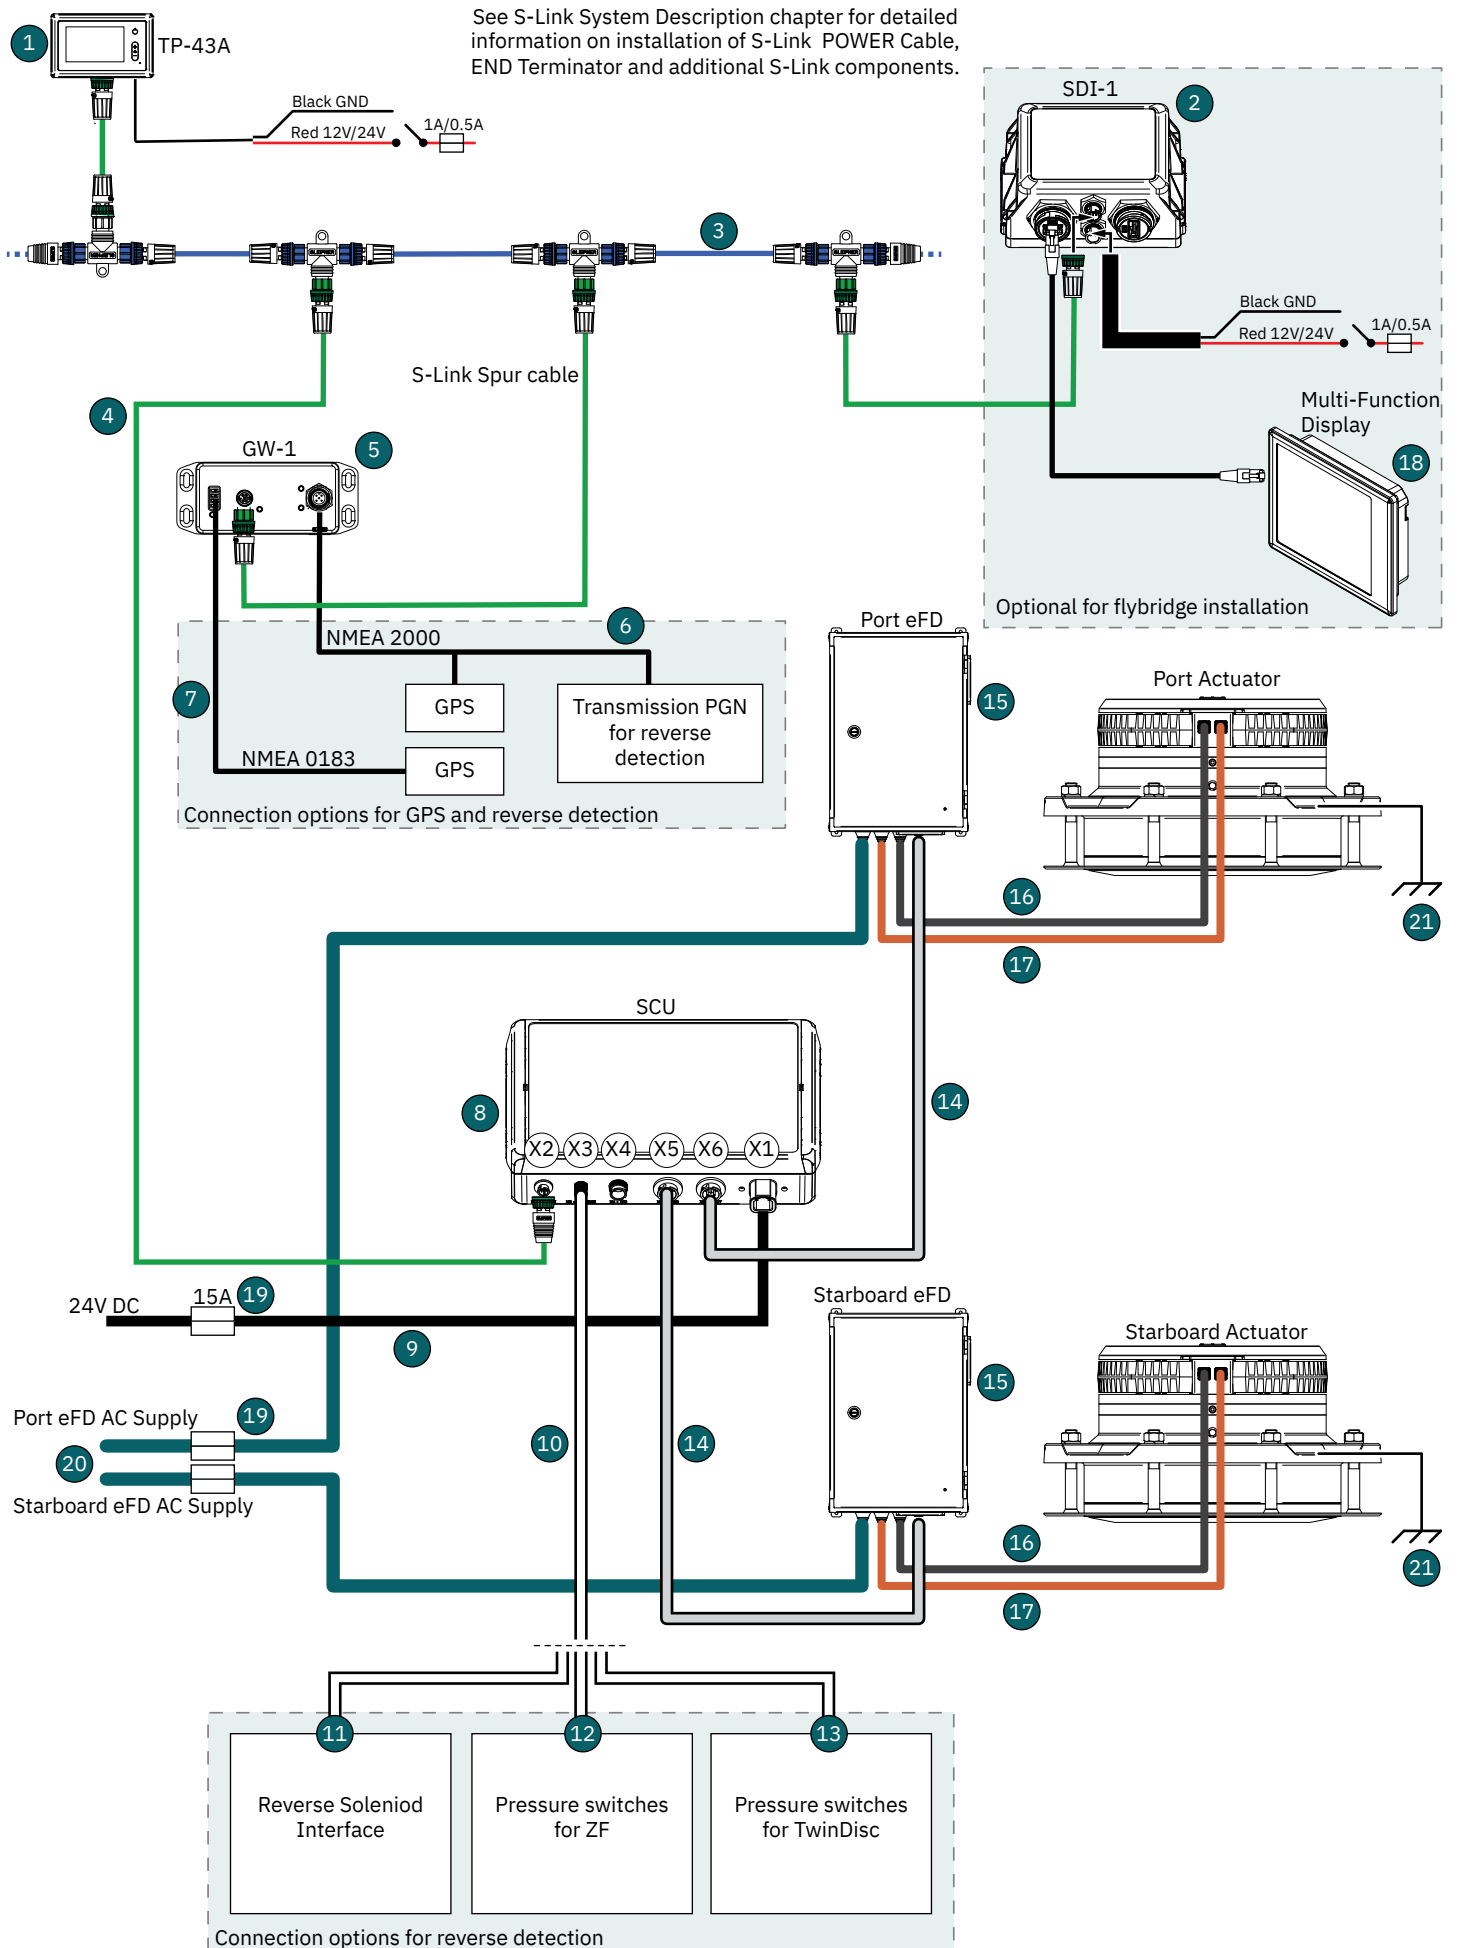 See S-Link System Description chapter for detailed
information on installation of S-Link POWER Cable,
END Terminator and additional S-Link components.
1
TP-43A
Black GND
Red 12V/24V
1A/0.5A
SDI-1
2
3
Black GND
Red 12V/24V
1A/0.5A
S-Link Spur cable
4
GW-1
5
Multi-Function
Display
18
Optional for flybridge installation
6
NMEA 2000
7
GPS
Transmission PGN
for reverse
detection
NMEA 0183
GPS
Connection options for GPS and reverse detection
Port eFD
15
Port Actuator
16
17
21
SCU
8
X2
X3
X4
X5
X6
X1
14
24V DC
15A
19
9
Starboard eFD
15
Starboard Actuator
Port eFD AC Supply
19
20
Starboard eFD AC Supply
10
14
16
17
21
11
12
13
Reverse Soleniod
Interface
Pressure switches
for ZF
Pressure switches
for TwinDisc
Connection options for reverse detection